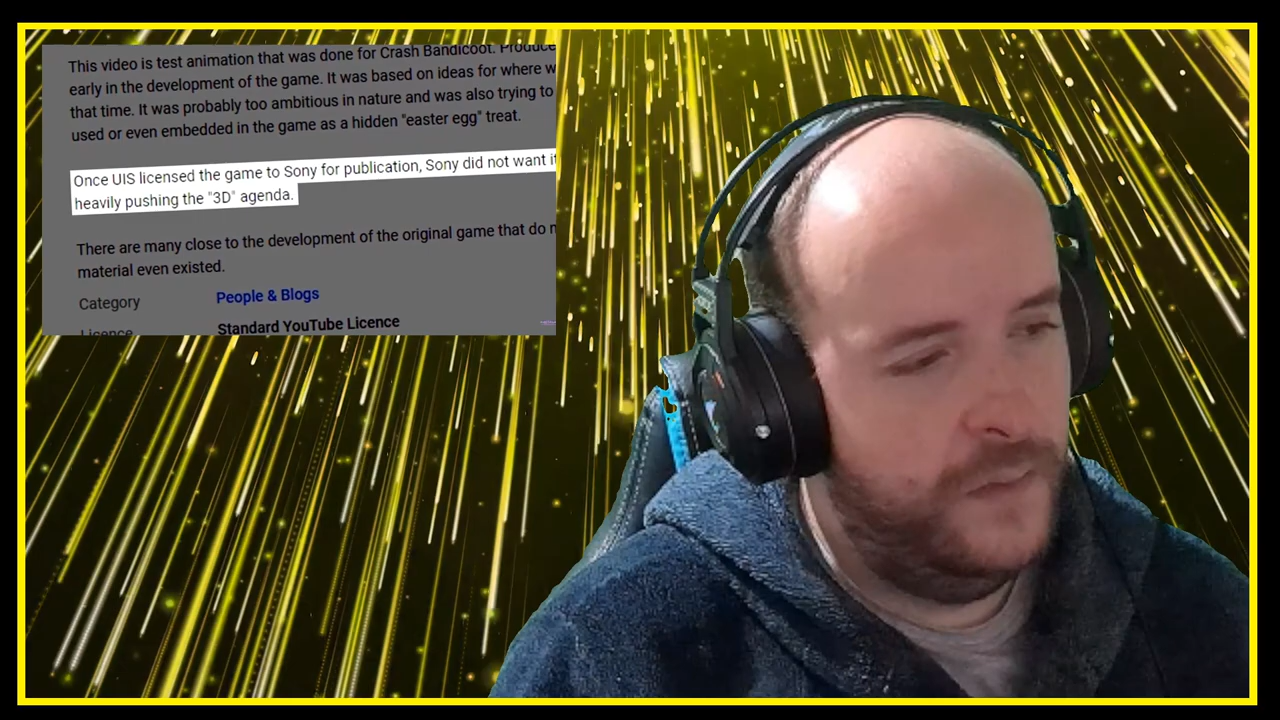 This video is test animation that was done for Crash Bandicoot. Produce
early in the development of the game. It was based on ideas for where w
that time. It was probably too ambitious in nature and was also trying to
used or even embedded in the game as a hidden "easter egg" treat.
Once UIS licensed the game to Sony for publication, Sony did not want it
heavily pushing the "3D" agenda.
There are many close to the development of the original game that do n
material even existed.
Category People & Blogs
Licence Standard YouTube Licence